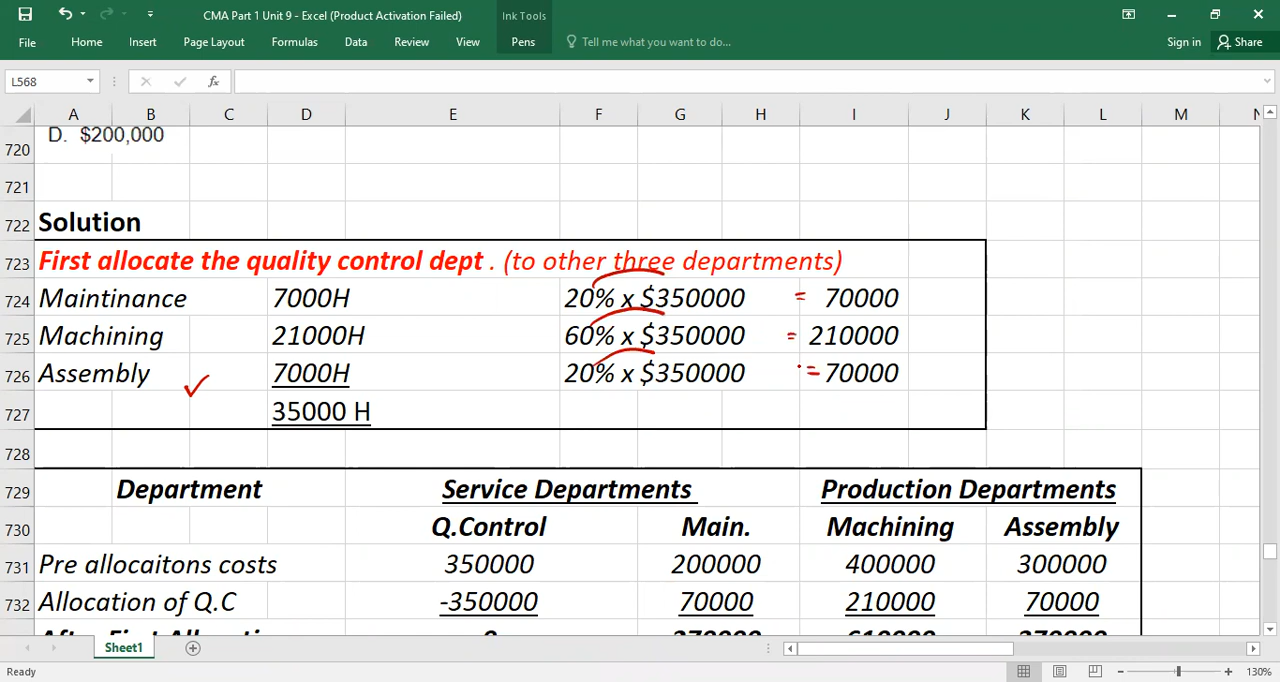 CMA Part 1 Unit 9 - Excel (Product Activation Failed)
Ink Tools
File Home Insert Page Layout Formulas Data Review View Pens Tell me what you want to do... Sign in Share
L568 fx
A B C D E F G H I J K L M N
720 D. $200,000
721
722 Solution
723 First allocate the quality control dept . (to other three departments)
724 Maintinance 7000H 20% x $350000 = 70000
725 Machining 21000H 60% x $350000 = 210000
726 Assembly 7000H 20% x $350000 = 70000
727 35000 H
728
729 Department Service Departments Production Departments
730 Q.Control Main. Machining Assembly
731 Pre allocaitons costs 350000 200000 400000 300000
732 Allocation of Q.C -350000 70000 210000 70000
Sheet1
Ready 130%